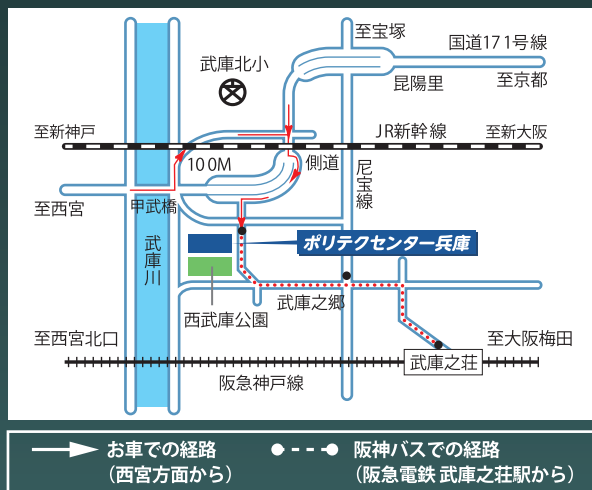 至宝塚
国道171号線
武庫北小
昆陽里
至京都
至新神戸
JR新幹線
至新大阪
100M
側道
尼宝線
至西宮
甲武橋
武庫川
ポリテクセンター兵庫
武庫之郷
西武庫公園
至西宮北口
至大阪梅田
武庫之荘
阪急神戸線
お車での経路
（西宮方面から）
阪神バスでの経路
（阪急電鉄 武庫之荘駅から）